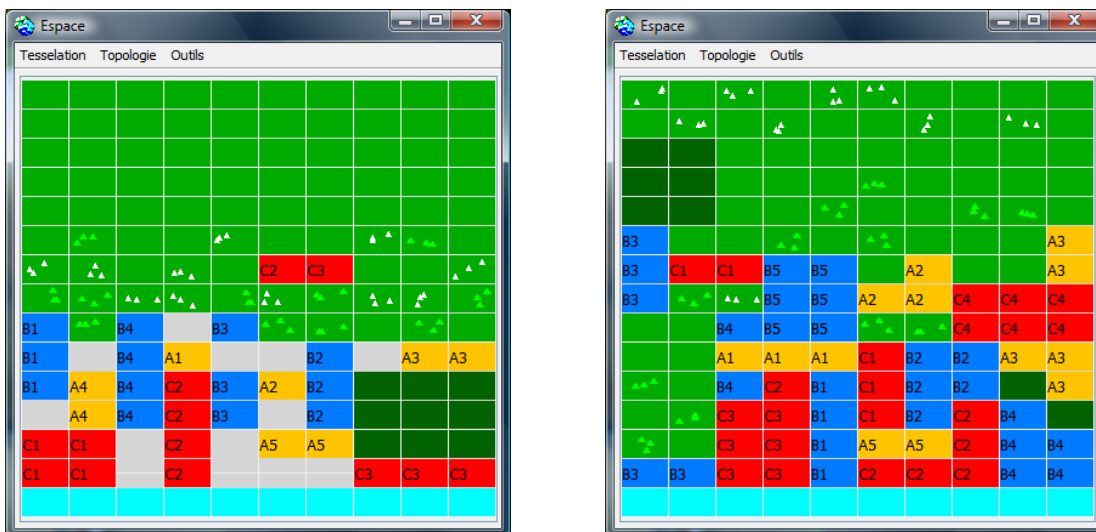 Espace
Tesselation Topologie Outils
C2 C3
B1 B4 B3
B1 B4 A1 B2 A3 A3
B1 A4 B4 C2 B3 A2 B2
A4 B4 C2 B3 B2
C1 C1 C2 A5 A5
C1 C1 C2 C3 C3 C3
Espace
Tesselation Topologie Outils
B3 A3
B3 C1 C1 B5 B5 A2 A3
B3 B5 B5 A2 A2 C4 C4 C4
B4 B5 B5 C4 C4 C4
A1 A1 A1 C1 B2 B2 A3 A3
B4 C2 B1 C1 B2 B2 A3
C3 C3 B1 C1 B2 C2 B4
C3 C3 B1 A5 A5 C2 B4 B4
B3 B3 C3 C3 B1 C2 C2 C2 B4 B4